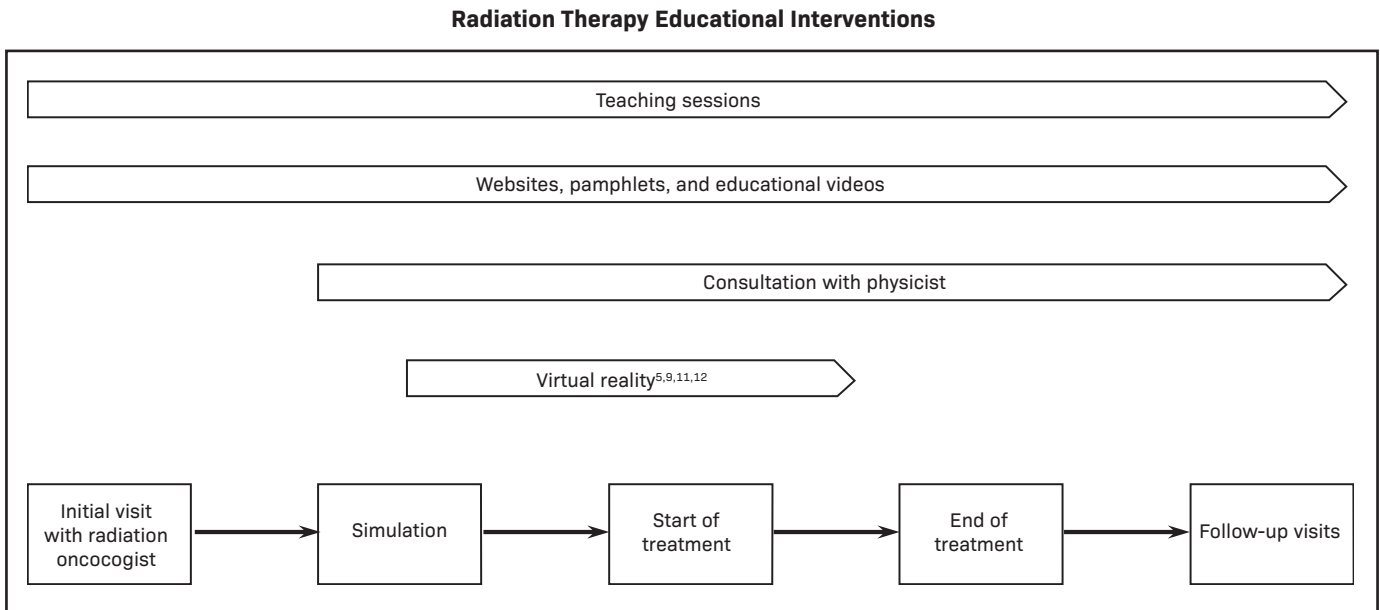 Radiation Therapy Educational Interventions
Teaching sessions
Websites, pamphlets, and educational videos
Consultation with physicist
Virtual reality5,9,11,12
Initial visit
with radiation
oncocogist
Simulation
Start of
treatment
End of
treatment
Follow-up visits